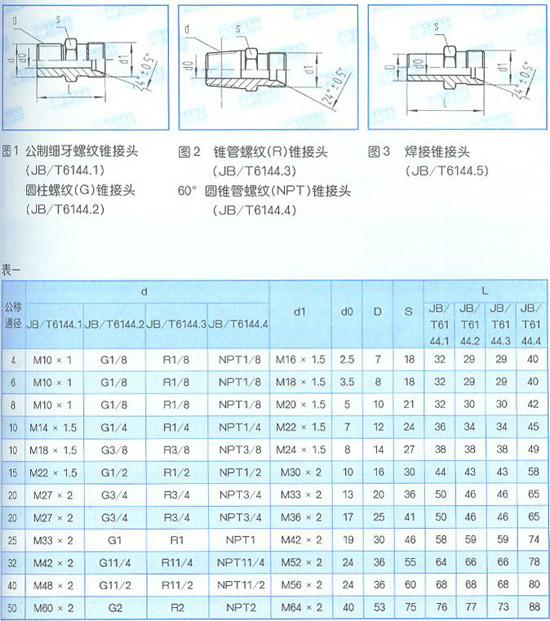 d
S
d
d0
d1
24°±0.5°
l
d
S
d0
d1
24°±0.5°
S
D
d0
d1
24°±0.5°
L
图1 公制细牙螺纹锥接头
(JB/T6144.1)
圆柱螺纹(G)锥接头
(JB/T6144.2)
图2 锥管螺纹(R)锥接头
(JB/T6144.3)
60°圆锥管螺纹(NPT)锥接头
(JB/T6144.4)
图3 焊接锥接头
(JB/T6144.5)
表一
公称通径 d d1 d0 D S L
JB/T6144.1 JB/T6144.2 JB/T6144.3 JB/T6144.4 JB/T6144.1 JB/T6144.2 JB/T6144.3 JB/T6144.4
4 M10×1 G1/8 R1/8 NPT1/8 M16×1.5 2.5 7 18 32 29 29 40
6 M10×1 G1/8 R1/8 NPT1/8 M18×1.5 3.5 8 18 32 29 29 40
8 M10×1 G1/8 R1/8 NPT1/8 M20×1.5 5 10 21 32 30 30 42
10 M14×1.5 G1/4 R1/4 NPT1/4 M22×1.5 7 12 24 36 34 34 45
10 M18×1.5 G3/8 R3/8 NPT3/8 M24×1.5 8 14 27 38 38 38 49
15 M22×1.5 G1/2 R1/2 NPT1/2 M30×2 10 16 30 44 43 43 58
20 M27×2 G3/4 R3/4 NPT3/4 M33×2 13 20 36 50 46 46 65
20 M27×2 G3/4 R3/4 NPT3/4 M36×2 17 25 41 50 46 46 65
25 M33×2 G1 R1 NPT1 M42×2 19 30 46 58 59 59 74
32 M42×2 G11/4 R11/4 NPT11/4 M52×2 24 36 55 64 66 66 78
40 M48×2 G11/2 R11/2 NPT11/2 M56×2 24 36 60 68 68 68 80
50 M60×2 G2 R2 NPT2 M64×2 40 53 75 76 77 73 88